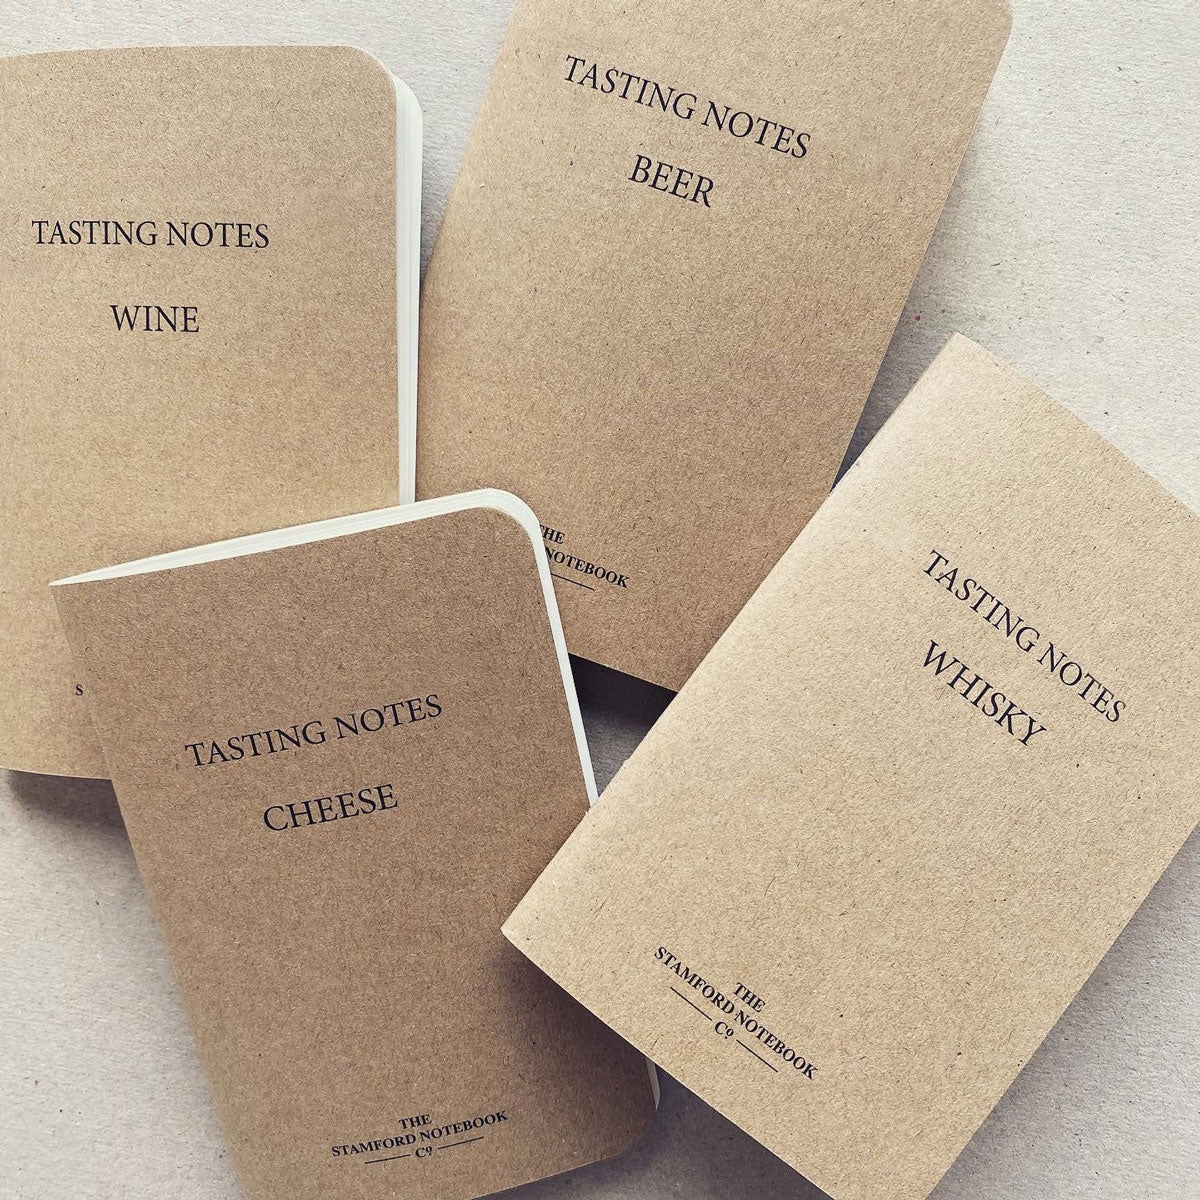 TASTING NOTES
WINE
S
TASTING NOTES
BEER
THE
NOTEBOOK
TASTING NOTES
CHEESE
THE
STAMFORD NOTEBOOK
Cº
TASTING NOTES
WHISKY
THE
STAMFORD NOTEBOOK
Cº